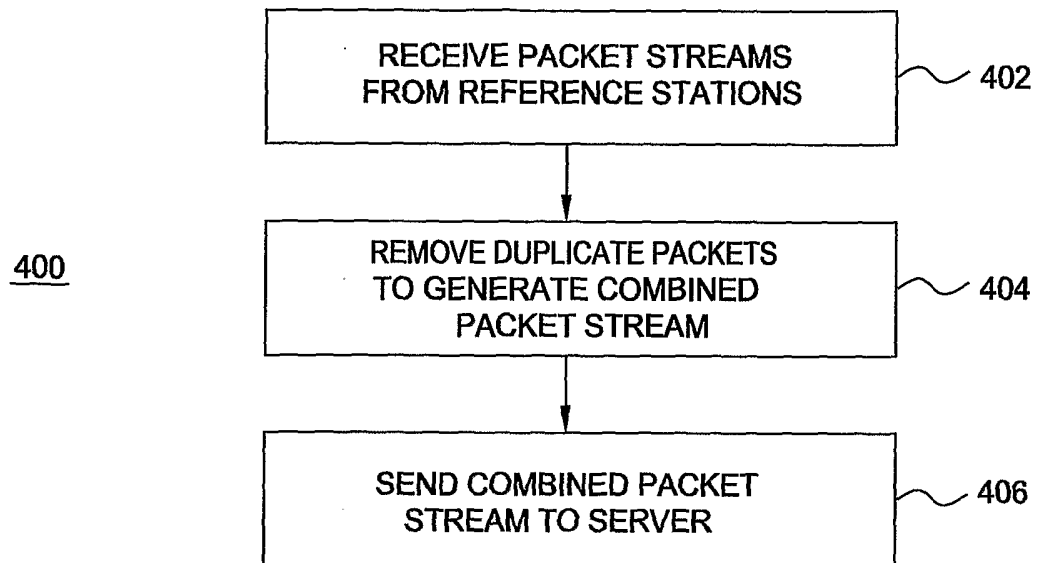 RECEIVE PACKET STREAMS
FROM REFERENCE STATIONS
402
400
REMOVE DUPLICATE PACKETS
TO GENERATE COMBINED
PACKET STREAM
404
SEND COMBINED PACKET
STREAM TO SERVER
406